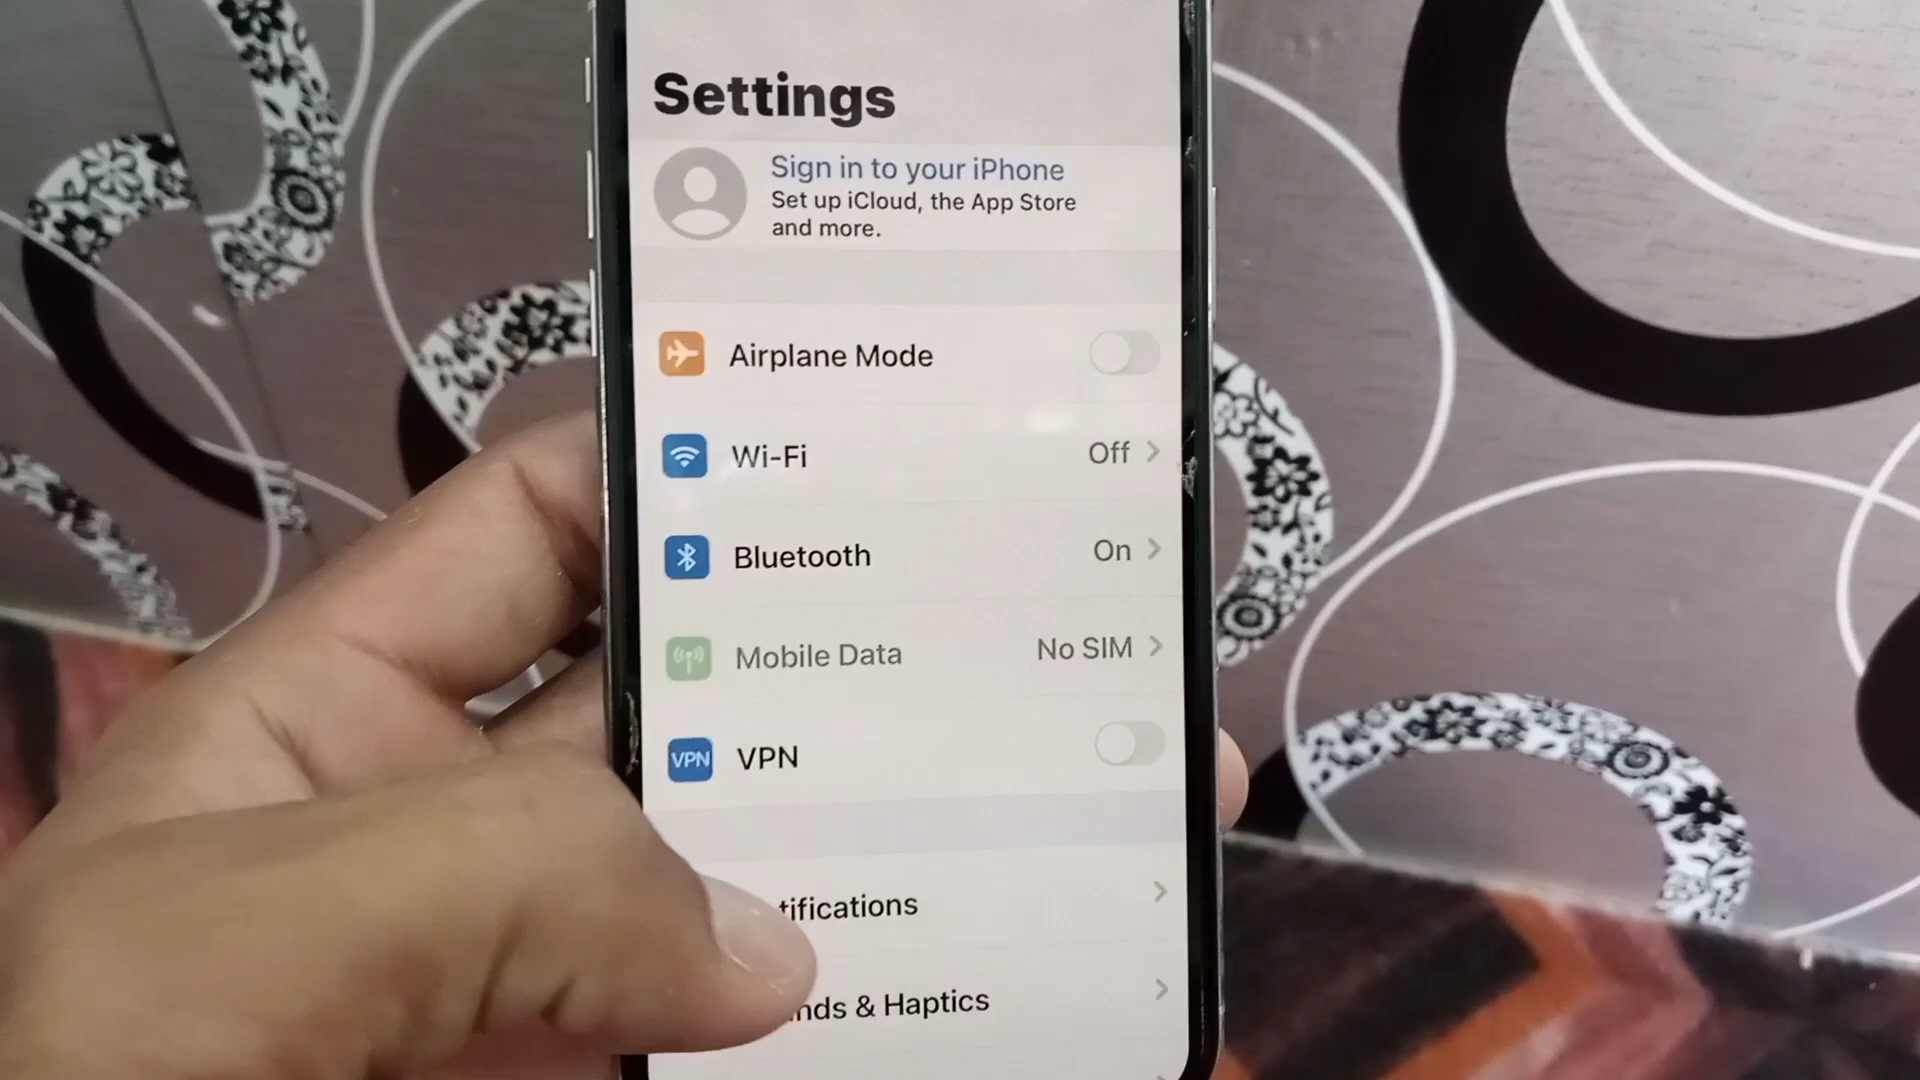 Settings
Sign in to your iPhone
Set up iCloud, the App Store
and more.
Airplane Mode
Wi-Fi Off
Bluetooth On
Mobile Data No SIM
VPN VPN
tifications
nds & Haptics